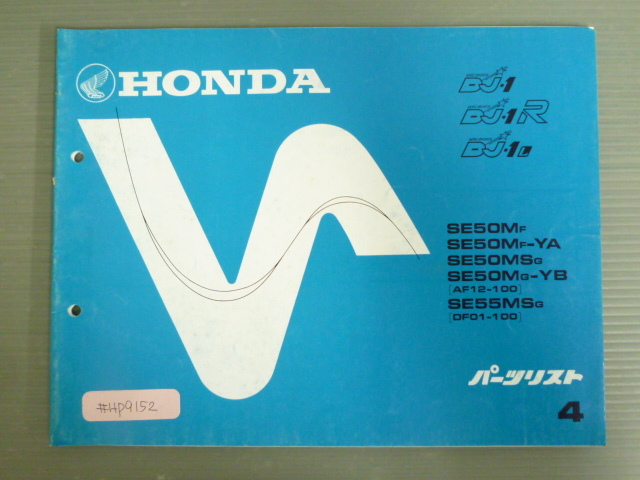 HONDA
DJ·1
DJ·1R
DJ·1L
SE50MF
SE50MF-YA
SE50MSG
SE50MG-YB
[AF12-100]
SE55MSG
[DF01-100]
パーツリスト
4
#HP9152